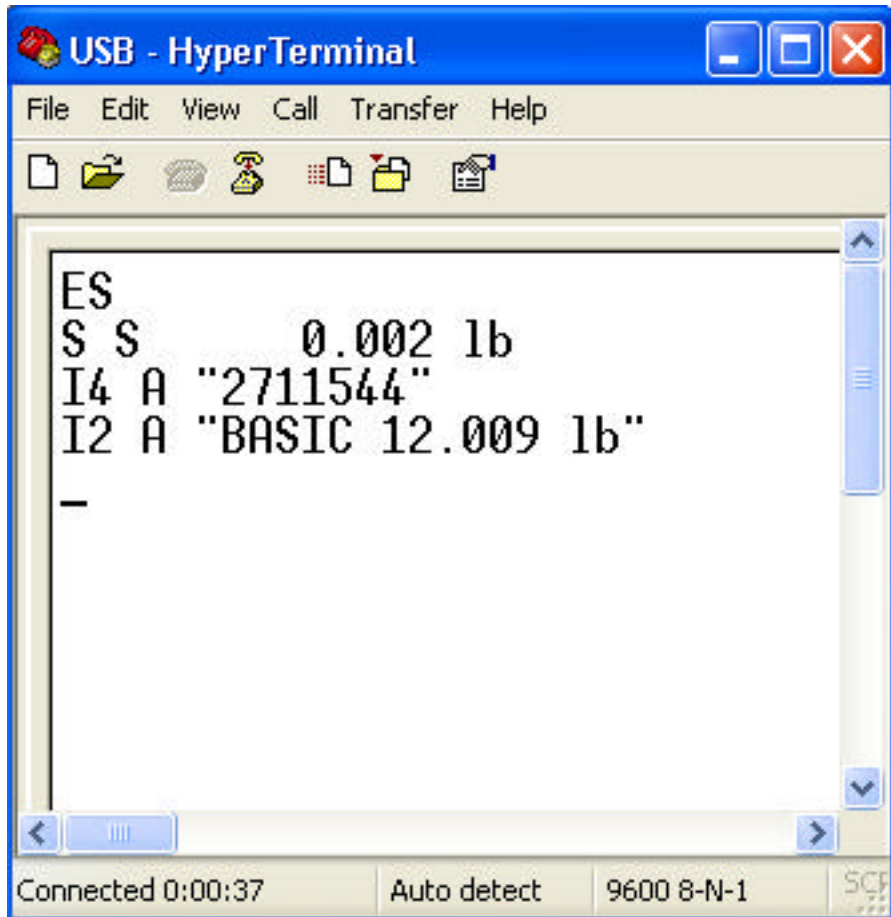 USB - HyperTerminal
File Edit View Call Transfer Help
ES
S S 0.002 lb
I4 A "2711544"
I2 A "BASIC 12.009 lb"
_
Connected 0:00:37 Auto detect 9600 8-N-1